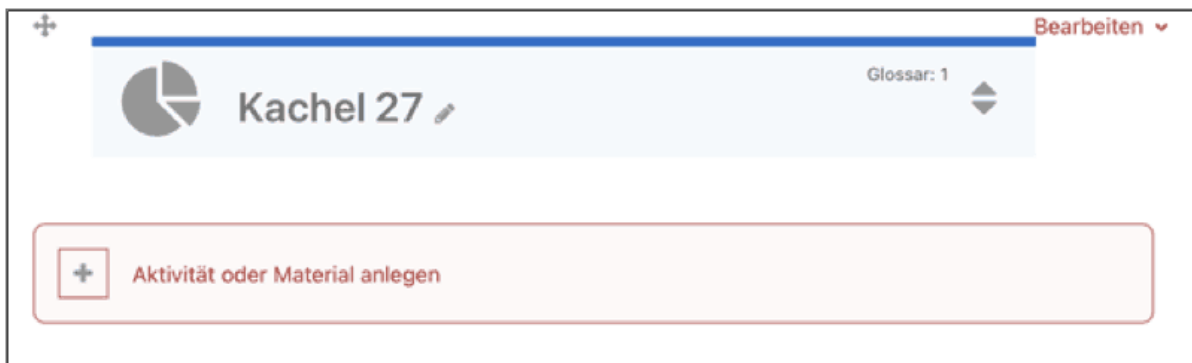 Bearbeiten
Glossar: 1
Kachel 27
Aktivität oder Material anlegen